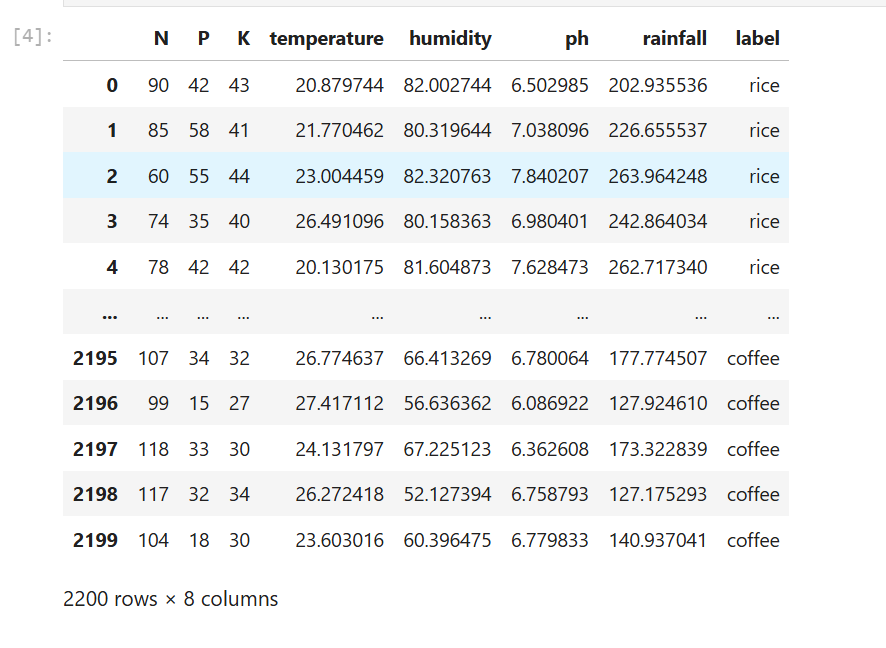 [4]:
N P K temperature humidity ph rainfall label
0 90 42 43 20.879744 82.002744 6.502985 202.935536 rice
1 85 58 41 21.770462 80.319644 7.038096 226.655537 rice
2 60 55 44 23.004459 82.320763 7.840207 263.964248 rice
3 74 35 40 26.491096 80.158363 6.980401 242.864034 rice
4 78 42 42 20.130175 81.604873 7.628473 262.717340 rice
... ... ... ... ... ... ... ... ...
2195 107 34 32 26.774637 66.413269 6.780064 177.774507 coffee
2196 99 15 27 27.417112 56.636362 6.086922 127.924610 coffee
2197 118 33 30 24.131797 67.225123 6.362608 173.322839 coffee
2198 117 32 34 26.272418 52.127394 6.758793 127.175293 coffee
2199 104 18 30 23.603016 60.396475 6.779833 140.937041 coffee
2200 rows × 8 columns